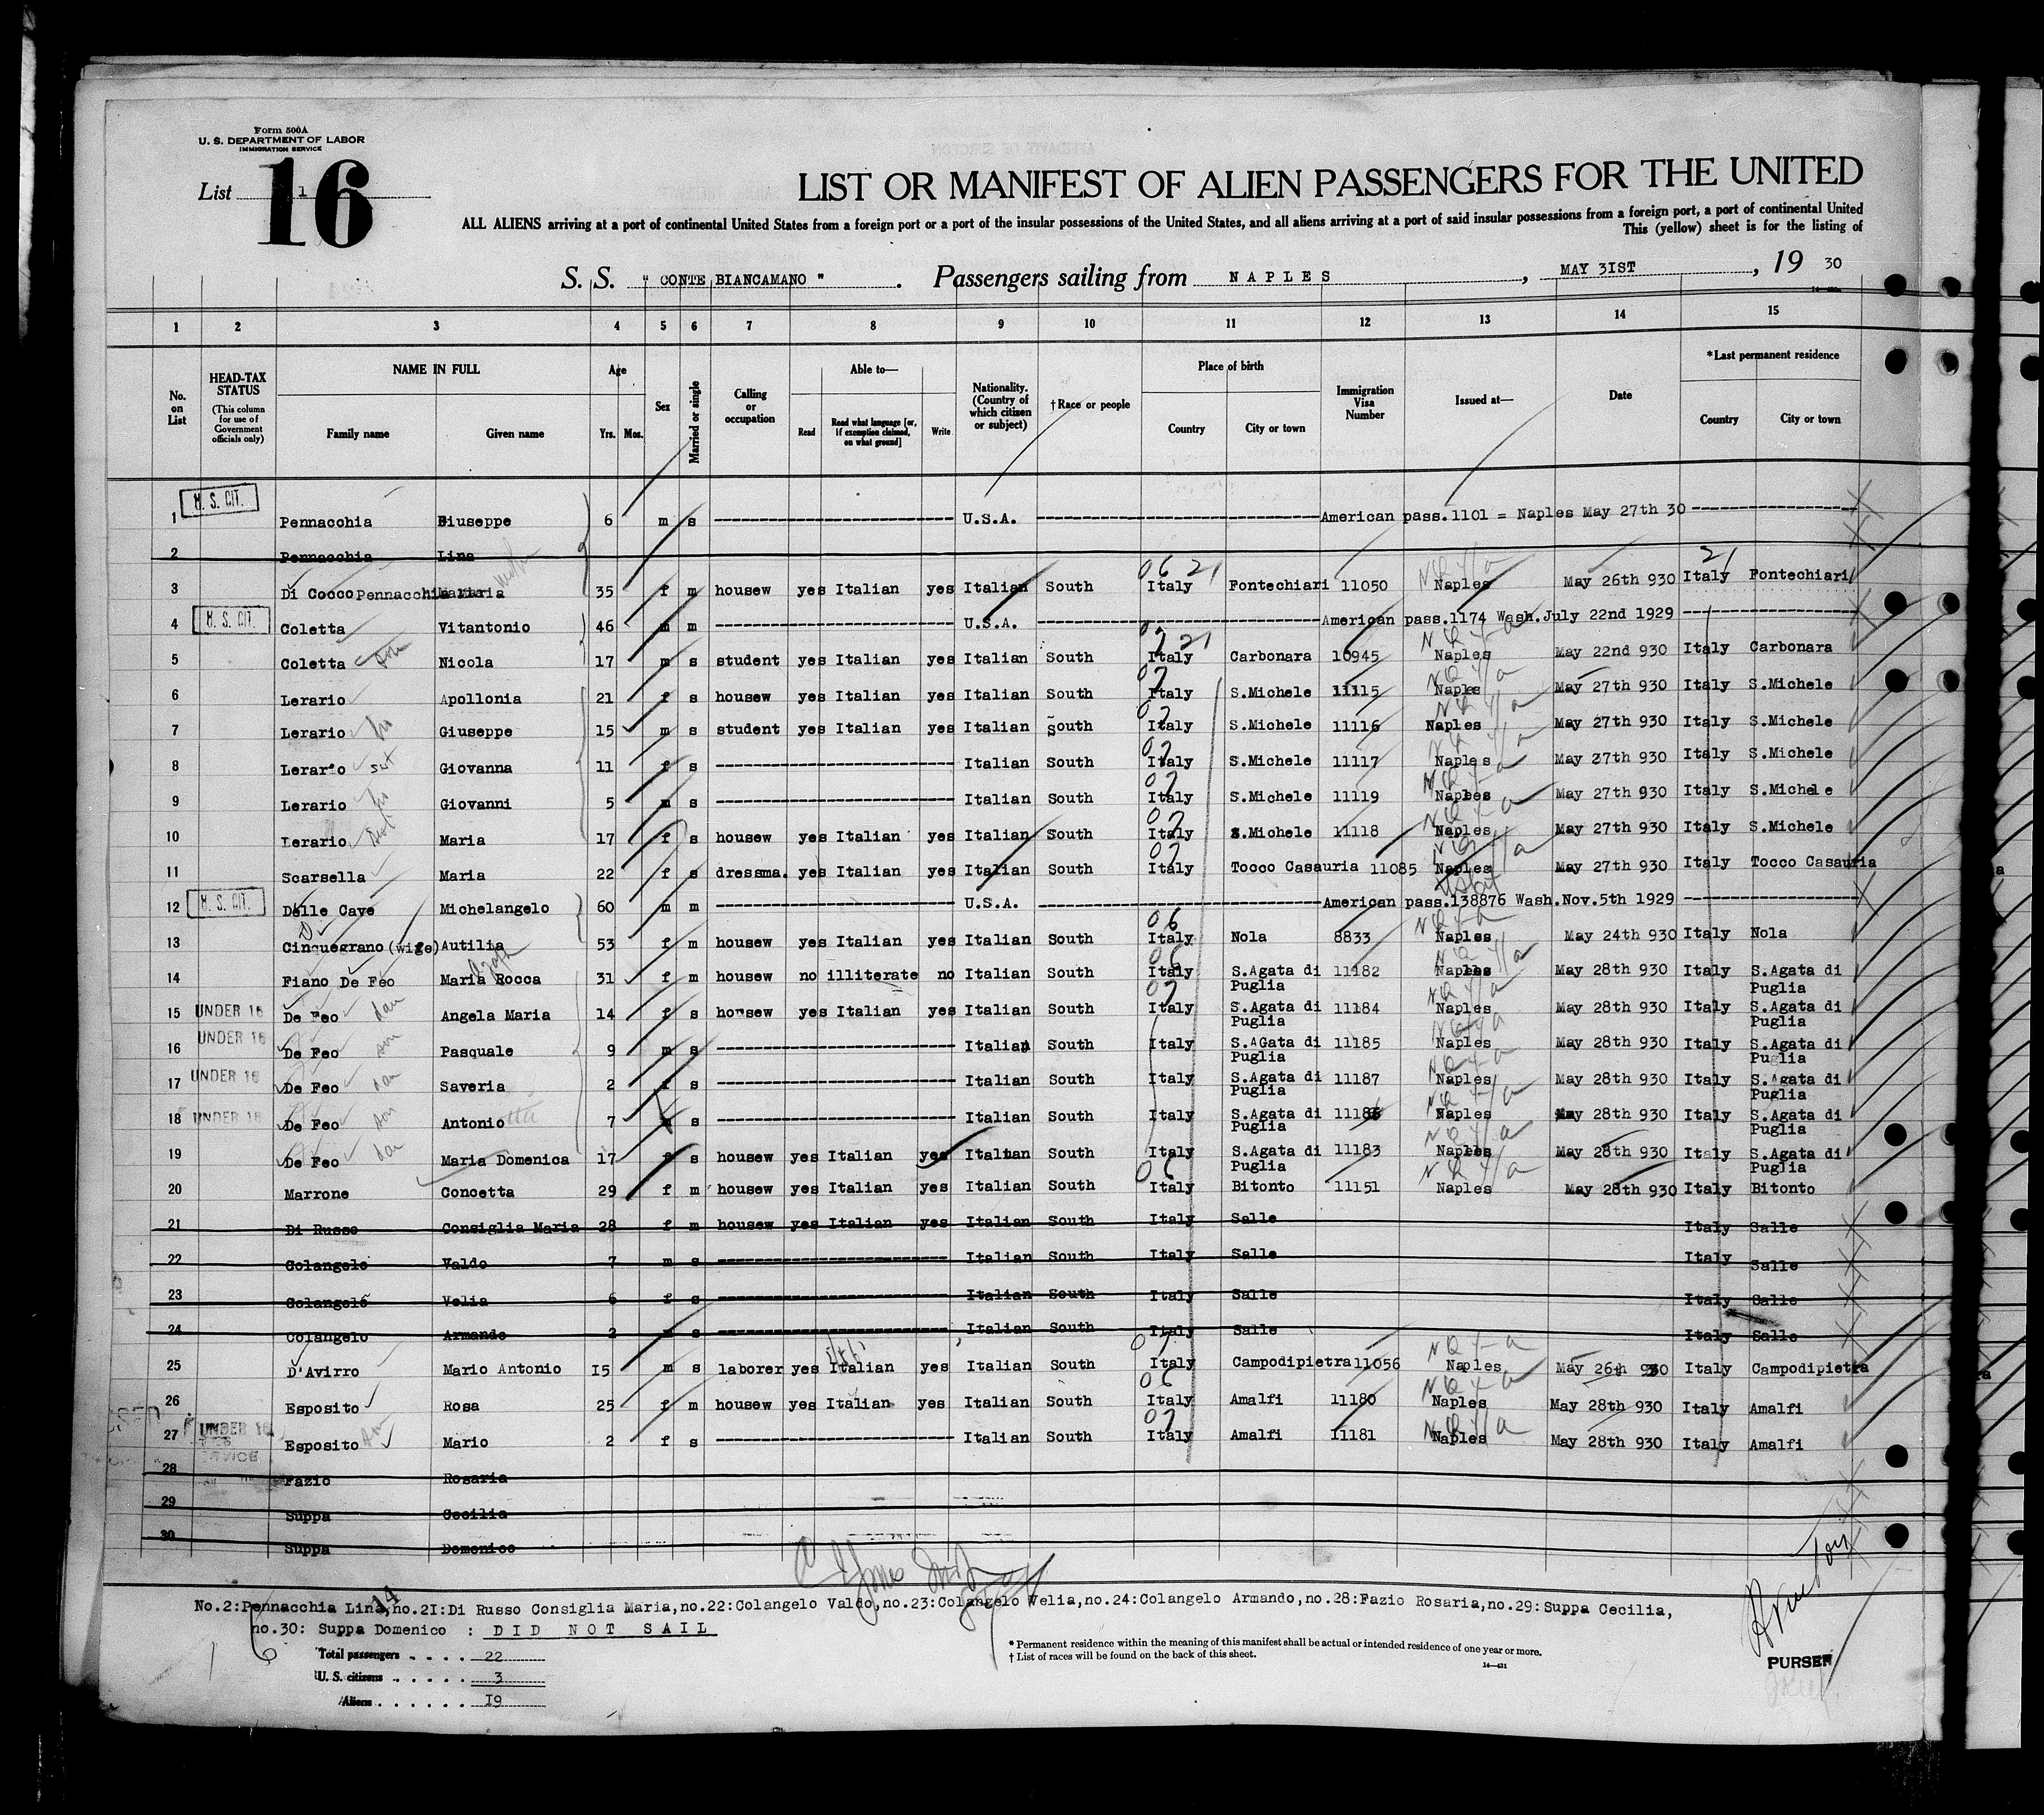 Form 500A
U. S. DEPARTMENT OF LABOR
IMMIGRATION SERVICE
List 1
16
LIST OR MANIFEST OF ALIEN PASSENGERS FOR THE UNITED
ALL ALIENS arriving at a port of continental United States from a foreign port or a port of the insular possessions of the United States, and all aliens arriving at a port of said insular possessions from a foreign port, a port of continental United
This (yellow) sheet is for the listing of
S. S. " CONTE BIANCAMANO " . Passengers sailing from NAPLES , MAY 3IST , 19 30
1 2 3 4 5 6 7 8 9 10 11 12 13 14 15
No. on List
HEAD-TAX STATUS (This column for use of Government officials only)
NAME IN FULL
Family name Given name
Age
Yrs. Mos.
Sex
Married or single
Calling or occupation
Able to—
Read Read what language [or, if exemption claimed, on what ground] Write
Nationality. (Country of which citizen or subject)
†Race or people
Place of birth
Country City or town
Immigration Visa Number
Issued at—
Date
*Last permanent residence
Country City or town
1 U. S. CIT. Pennacchia Giuseppe 6 m s U.S.A. American pass.1101 = Naples May 27th 30
2 Pennacchia Lina
3 Di Cocco Pennacchia Maria 35 f m housew yes Italian yes Italian South 06 21 Italy Fontechiari 11050 Naples May 26th 930 21 Italy Fontechiari
4 U. S. CIT. Coletta Vitantonio 46 m m U.S.A. American pass.1174 Wash.July 22nd 1929
5 Coletta son Nicola 17 m s student yes Italian yes Italian South 07 21 Italy Carbonara 10945 Naples May 22nd 930 Italy Carbonara
6 Lerario Apollonia 21 f s housew yes Italian yes Italian South 07 Italy S.Michele 11115 Naples May 27th 930 Italy S.Michele
7 Lerario bro Giuseppe 15 m s student yes Italian yes Italian South 07 Italy S.Michele 11116 Naples May 27th 930 Italy S.Michele
8 Lerario sist Giovanna 11 f s Italian South 07 Italy S.Michele 11117 Naples May 27th 930 Italy S.Michele
9 Lerario bro Giovanni 5 m s Italian South 07 Italy S.Michele 11119 Naples May 27th 930 Italy S.Michele
10 Lerario sist Maria 17 f s housew yes Italian yes Italian South 07 Italy S.Michele 11118 Naples May 27th 930 Italy S.Michele
11 Scarsella Maria 22 f s dressma. yes Italian yes Italian South 07 Italy Tocco Casauria 11085 Naples May 27th 930 Italy Tocco Casauria
12 U. S. CIT. Delle Cave Michelangelo 60 m m U.S.A. American pass.138876 Wash.Nov.5th 1929
13 Cinquegrano (wife) Autilia 53 f m housew yes Italian yes Italian South 06 Italy Nola 8833 Naples May 24th 930 Italy Nola
14 Fiano De Feo Maria Rocca 31 f m housew no illiterate no Italian South 06 Italy S.Agata di Puglia 11182 Naples May 28th 930 Italy S.Agata di Puglia
15 UNDER 16 De Feo dau Angela Maria 14 f s housew yes Italian yes Italian South 07 Italy S.Agata di Puglia 11184 Naples May 28th 930 Italy S.Agata di Puglia
16 UNDER 16 De Feo son Pasquale 9 m s Italian South Italy S.AGata di Puglia 11185 Naples May 28th 930 Italy S.Agata di Puglia
17 UNDER 16 De Feo dau Saveria 2 f s Italian South Italy S.Agata di Puglia 11187 Naples May 28th 930 Italy S.Agata di Puglia
18 UNDER 16 De Feo son Antonio 7 s Italian South Italy S.Agata di Puglia 11186 Naples May 28th 930 Italy S.Agata di Puglia
19 De Feo dau Maria Domenica 17 f s housew yes Italian yes Italian South Italy S.Agata di Puglia 11183 Naples May 28th 930 Italy S.Agata di Puglia
20 Marrone Concetta 29 f m housew yes Italian yes Italian South 06 Italy Bitonto 11151 Naples May 28th 930 Italy Bitonto
21 Di Russo Consiglia Maria 28 f m housew yes Italian yes Italian South Italy Salle Italy Salle
22 Colangelo Valdo 7 m s Italian South Italy Salle Italy Salle
23 Colangelo Velia 6 f s Italian South Italy Salle Italy Salle
24 Colangelo Armando 2 m s Italian South Italy Salle Italy Salle
25 D'Avirro Mario Antonio I5 m s laborer yes Italian yes Italian South 07 Italy Campodipietra 11056 Naples May 26th 930 Italy Campodipietra
26 Esposito Rosa 25 f m housew yes Italian yes Italian South 06 Italy Amalfi 11180 Naples May 28th 930 Italy Amalfi
27 UNDER 16 Esposito Mario 2 f s Italian South 07 Italy Amalfi 11181 Naples May 28th 930 Italy Amalfi
28 Fazio Rosaria
29 Suppa Cecilia
30 Suppa Domenico
No.2:Pennacchia Lina,no.2I:Di Russo Consiglia Maria,no.22:Colangelo Valdo,no.23:Colangelo Velia,no.24:Colangelo Armando,no.28:Fazio Rosaria,no.29:Suppa Cecilia,
no.30: Suppa Domenico : DID NOT SAIL
14
Total passengers . . . . 22
U. S. citizens . . . . . 3
Aliens . . . . . . I9
* Permanent residence within the meaning of this manifest shall be actual or intended residence of one year or more.
† List of races will be found on the back of this sheet.
PURSER